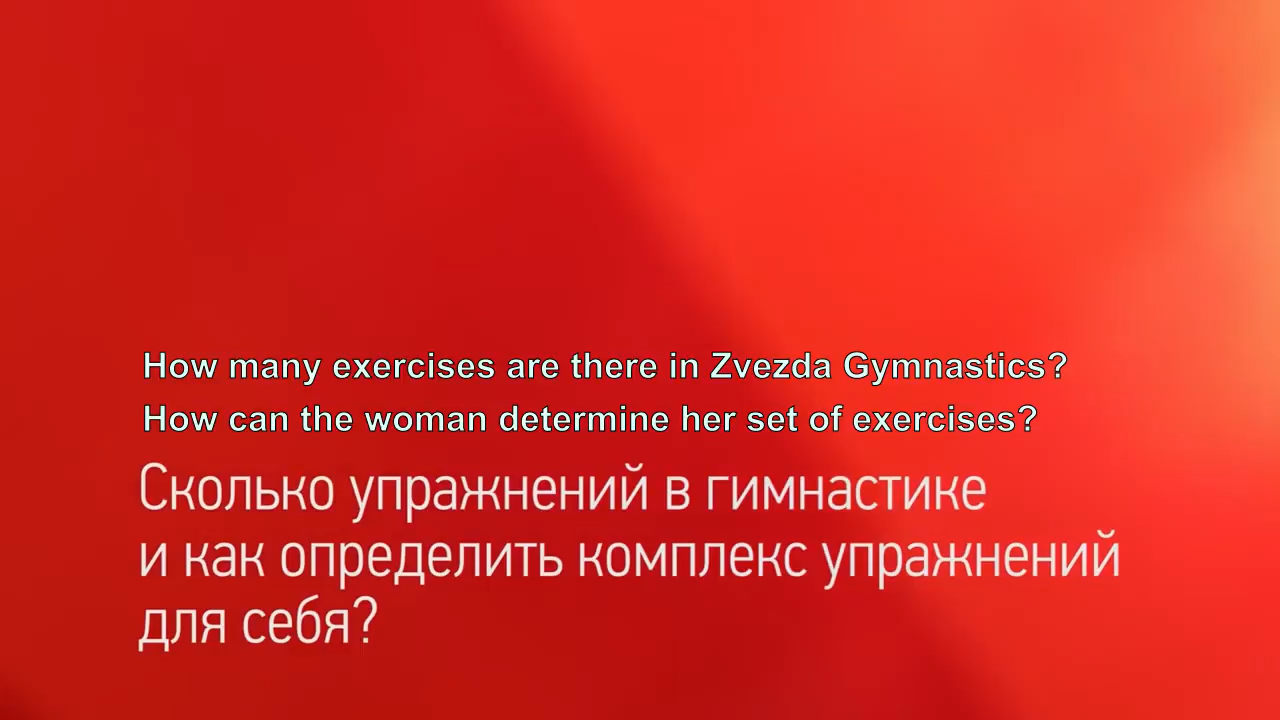 How many exercises are there in Zvezda Gymnastics?
How can the woman determine her set of exercises?
Сколько упражнений в гимнастике
и как определить комплекс упражнений
для себя?